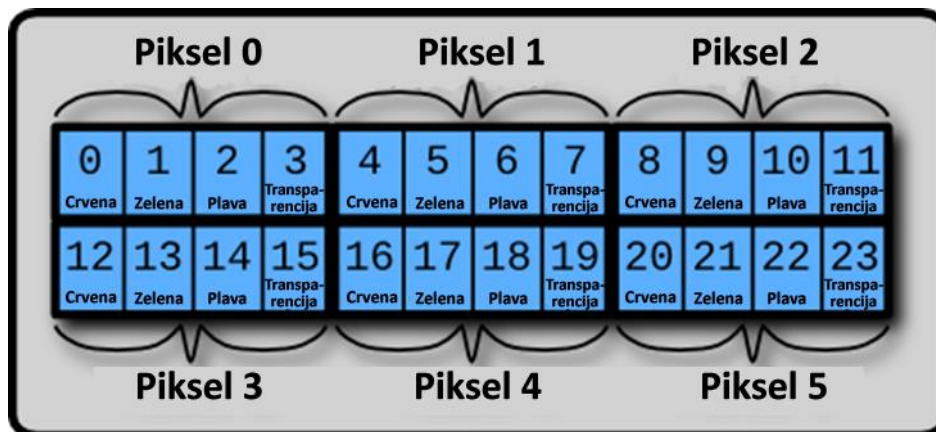 Piksel 0 Piksel 1 Piksel 2
0 1 2 3 4 5 6 7 8 9 10 11
Crvena Zelena Plava Transpa-rencija Crvena Zelena Plava Transpa-rencija Crvena Zelena Plava Transpa-rencija
12 13 14 15 16 17 18 19 20 21 22 23
Crvena Zelena Plava Transpa-rencija Crvena Zelena Plava Transpa-rencija Crvena Zelena Plava Transpa-rencija
Piksel 3 Piksel 4 Piksel 5